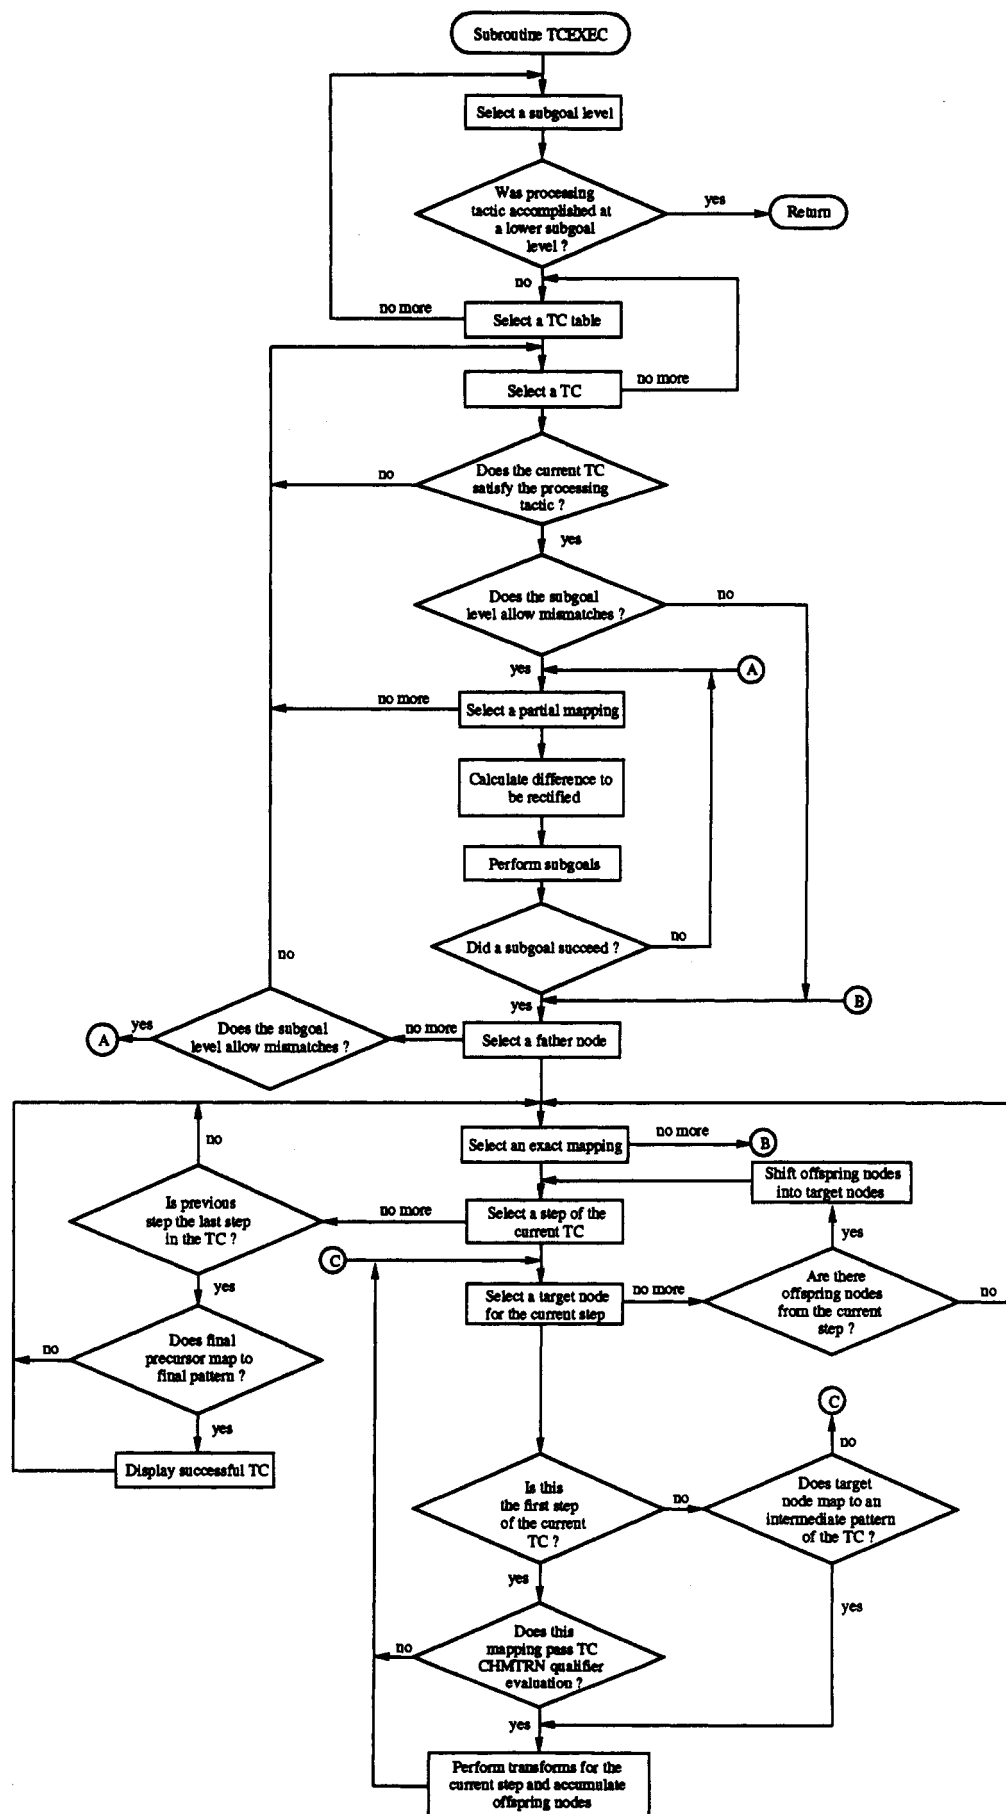 Subroutine TCEXEC
Select a subgoal level
Was processing
tactic accomplished at
a lower subgoal
level ?
yes
Return
no
no more
Select a TC table
Select a TC
no more
Does the current TC
satisfy the processing
tactic ?
no
yes
Does the subgoal
level allow mismatches ?
no
yes
A
no more
Select a partial mapping
Calculate difference to
be rectified
Perform subgoals
Did a subgoal succeed ?
no
no
yes
B
A
yes
Does the subgoal
level allow mismatches ?
no more
Select a father node
Select an exact mapping
no more
B
no
Shift offspring nodes
into target nodes
Is previous
step the last step
in the TC ?
no more
Select a step of the
current TC
yes
C
yes
Select a target node
for the current step
no more
Are there
offspring nodes
from the current
step ?
no
Does final
precursor map to
final pattern ?
no
yes
Display successful TC
C
no
Is this
the first step
of the current
TC ?
no
Does target
node map to an
intermediate pattern
of the TC ?
yes
yes
Does this
mapping pass TC
CHMTRN qualifier
evaluation ?
no
yes
Perform transforms for the
current step and accumulate
offspring nodes